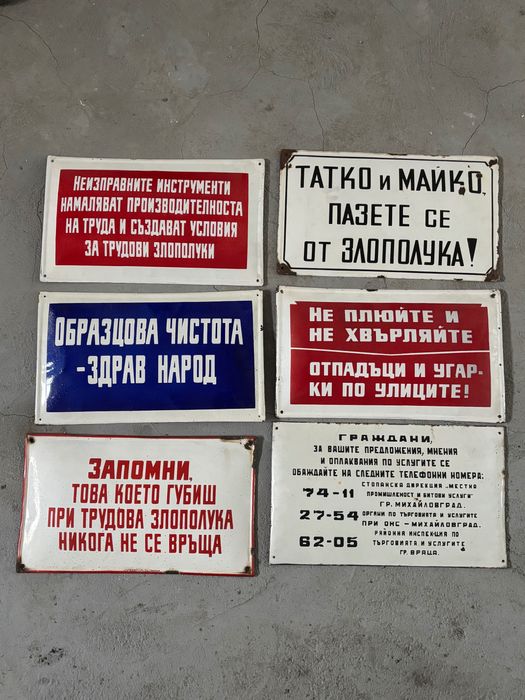 НЕИЗПРАВНИТЕ ИНСТРУМЕНТИ
НАМАЛЯВАТ ПРОИЗВОДИТЕЛНОСТА
НА ТРУДА И СЪЗДАВАТ УСЛОВИЯ
ЗА ТРУДОВИ ЗЛОПОЛУКИ
ТАТКО и МАЙКО,
ПАЗЕТЕ СЕ
ОТ ЗЛОПОЛУКА!
ОБРАЗЦОВА ЧИСТОТА
-ЗДРАВ НАРОД
НЕ ПЛЮЙТЕ И
НЕ ХВЪРЛЯЙТЕ
ОТПАДЪЦИ И УГАР-
КИ ПО УЛИЦИТЕ!
ЗАПОМНИ,
ТОВА КОЕТО ГУБИШ
ПРИ ТРУДОВА ЗЛОПОЛУКА
НИКОГА НЕ СЕ ВРЪЩА
ГРАЖДАНИ,
ЗА ВАШИТЕ ПРЕДЛОЖЕНИЯ, МНЕНИЯ
И ОПЛАКВАНИЯ ПО УСЛУГИТЕ СЕ
ОБАЖДАЙТЕ НА СЛЕДНИТЕ ТЕЛЕФОННИ НОМЕРА:
СТОПАНСКА ДИРЕКЦИЯ „МЕСТНА
74-11 ПРОМИШЛЕНОСТ И БИТОВИ УСЛУГИ"
ГР. МИХАЙЛОВГРАД.
27-54 ОРГАНИ ПО ТЪРГОВИЯТА И УСЛУГИТЕ
ПРИ ОНС - МИХАЙЛОВГРАД.
РАЙОННА ИНСПЕКЦИЯ ПО
62-05 ТЪРГОВИЯТА И УСЛУГИТЕ
ГР. ВРАЦА.